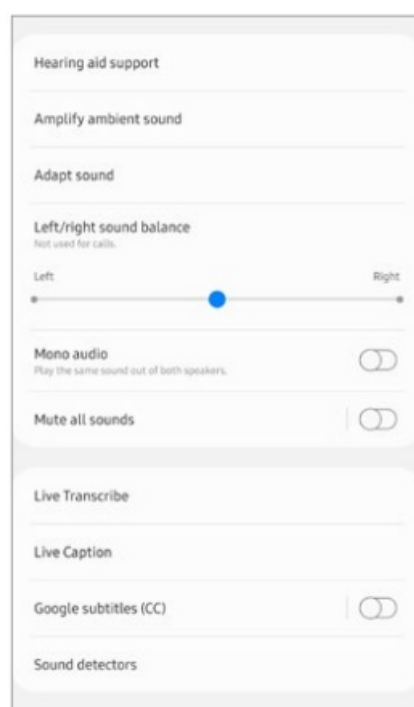 Hearing aid support
Amplify ambient sound
Adapt sound
Left/right sound balance
Not used for calls.
Left Right
Mono audio
Play the same sound out of both speakers.
Mute all sounds
Live Transcribe
Live Caption
Google subtitles (CC)
Sound detectors